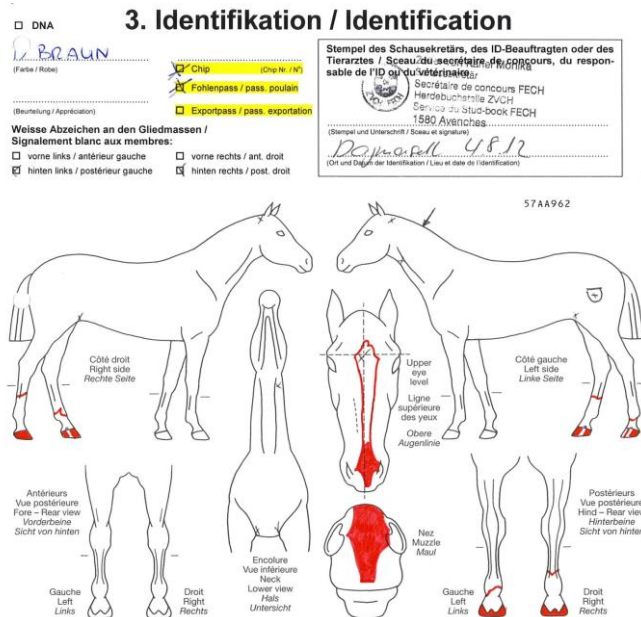 3. Identifikation / Identification
DNA
BRAUN
(Farbe / Robe)
Chip (Chip Nr. / N°)
Fohlenpass / pass. poulain
(Beurteilung / Appréciation)
Exportpass / pass. exportation
Weisse Abzeichen an den Gliedmassen /
Signalement blanc aux membres:
vorne links / antérieur gauche
vorne rechts / ant. droit
hinten links / postérieur gauche
hinten rechts / post. droit
Stempel des Schausekretärs, des ID-Beauftragten oder des
Tierarztes / Sceau du secrétaire de concours, du respon-
sable de l'ID ou du vétérinaire
Monika
Secrétaire de concours FECH
Herdebuchstelle ZVCH
Service du Stud-book FECH
1580 Avenches
(Stempel und Unterschrift / Sceau et signature)
4.8.12
(Ort und Datum der Identifikation / Lieu et date de l'identification)
57AA962
Côté droit
Right side
Rechte Seite
Upper
eye
level
Ligne
supérieure
des yeux
Obere
Augenlinie
Côté gauche
Left side
Linke Seite
Antérieurs
Vue postérieure
Fore – Rear view
Vorderbeine
Sicht von hinten
Gauche
Left
Links
Droit
Right
Rechts
Encolure
Vue inférieure
Neck
Lower view
Hals
Untersicht
Nez
Muzzle
Maul
Postérieurs
Vue postérieure
Hind – Rear view
Hinterbeine
Sicht von hinten
Gauche
Left
Links
Droit
Right
Rechts